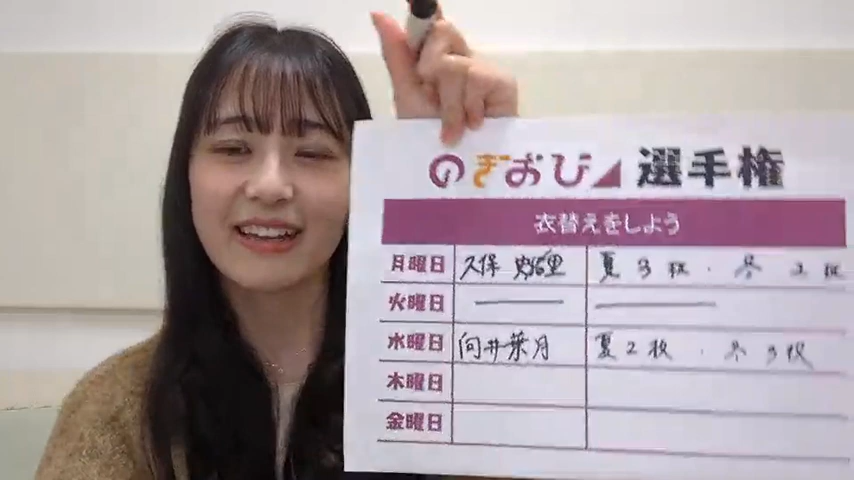 のぎおび 選手権
衣替えをしよう
月曜日 久保 史緒里 夏3枚・冬2枚
火曜日
水曜日 向井葉月 夏2枚・冬3枚
木曜日
金曜日